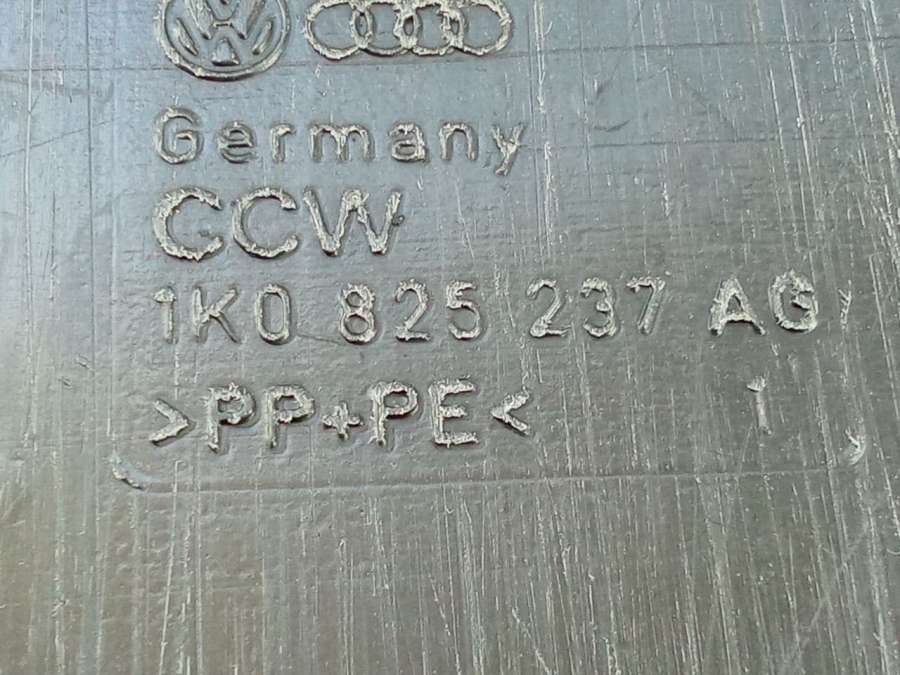 Germany
CCW
1K0 825 237 AG
>PP+PE< 1